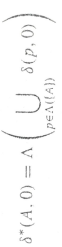 δ*(A, 0) = Λ ( ⋃_{p∈Λ([A])} δ(p, 0) )